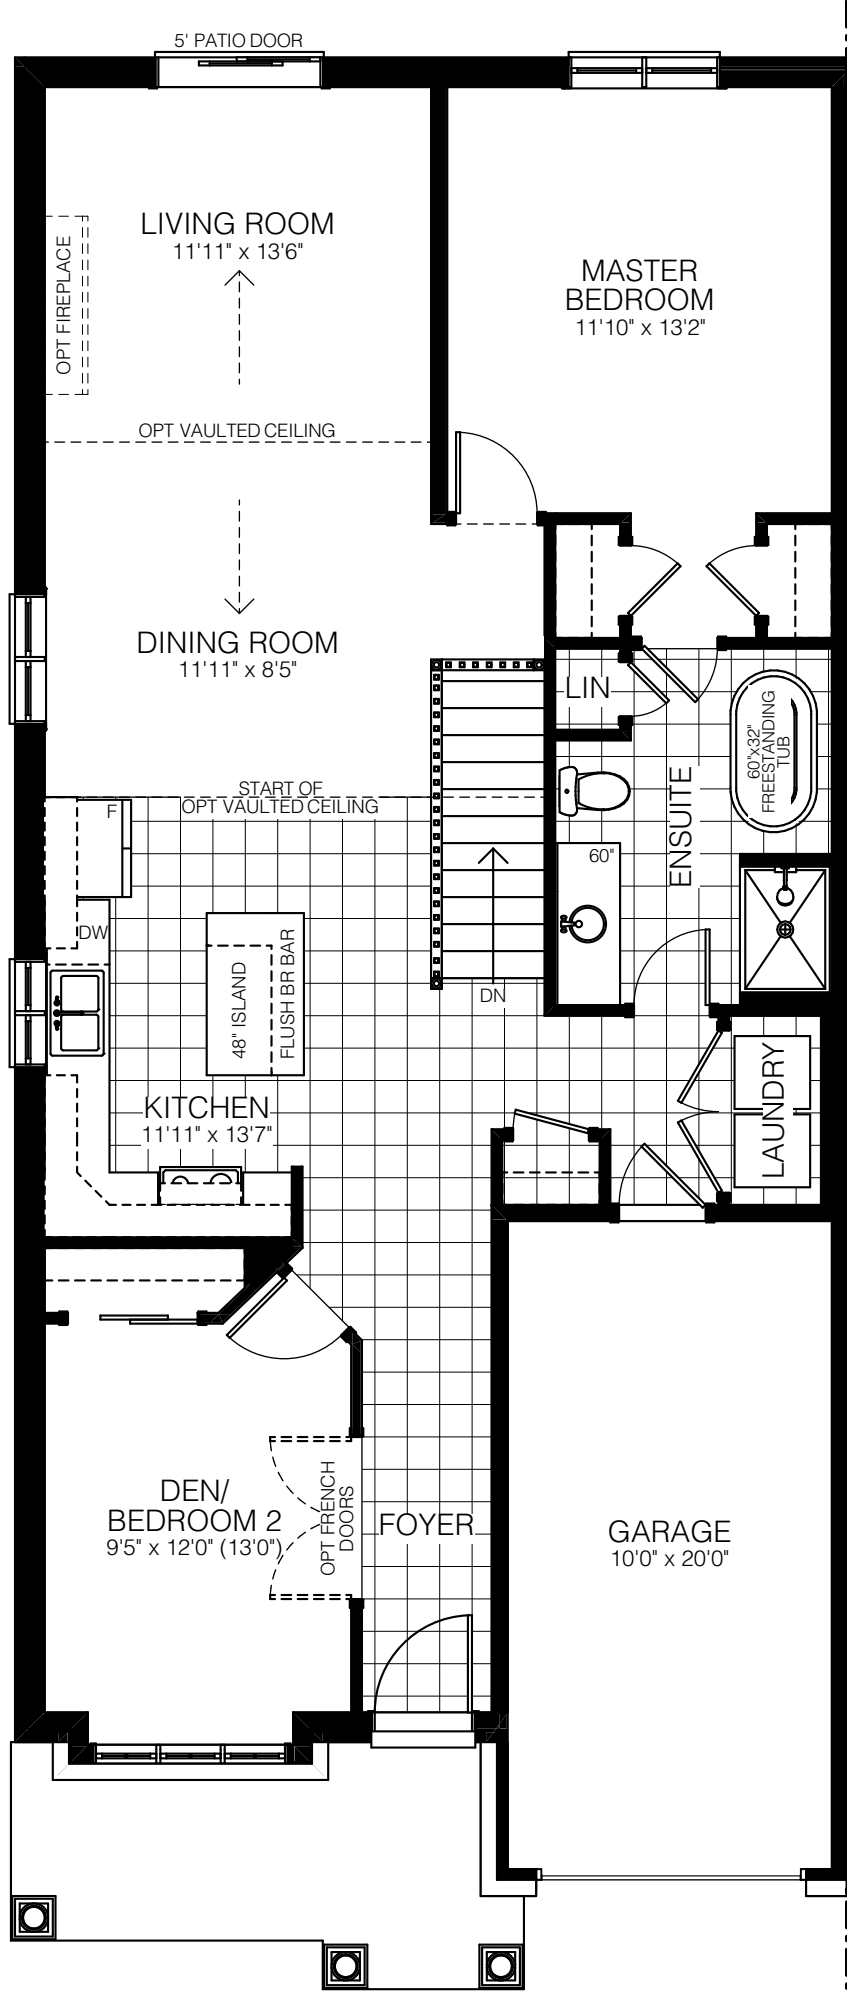 5' PATIO DOOR
LIVING ROOM
11'11" x 13'6"
OPT FIREPLACE
MASTER
BEDROOM
11'10" x 13'2"
OPT VAULTED CEILING
DINING ROOM
11'11" x 8'5"
LIN
60"x32"
FREESTANDING
TUB
START OF
OPT VAULTED CEILING
F
ENSUITE
60"
DW
48" ISLAND
FLUSH BR BAR
DN
KITCHEN
11'11" x 13'7"
LAUNDRY
DEN/
BEDROOM 2
9'5" x 12'0" (13'0")
OPT FRENCH
DOORS
FOYER
GARAGE
10'0" x 20'0"